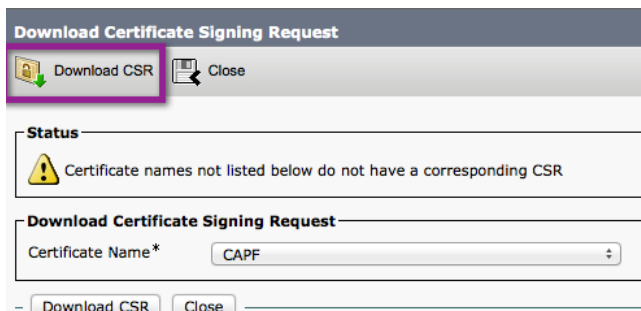 Download Certificate Signing Request
Download CSR Close
Status
Certificate names not listed below do not have a corresponding CSR
Download Certificate Signing Request
Certificate Name* CAPF
Download CSR Close